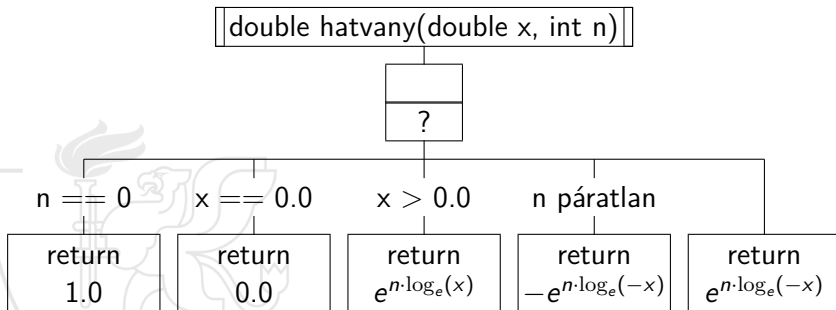 double hatvany(double x, int n)
?
n == 0
x == 0.0
x > 0.0
n páratlan
return
1.0
return
0.0
return
e^{n·log_e(x)}
return
−e^{n·log_e(−x)}
return
e^{n·log_e(−x)}